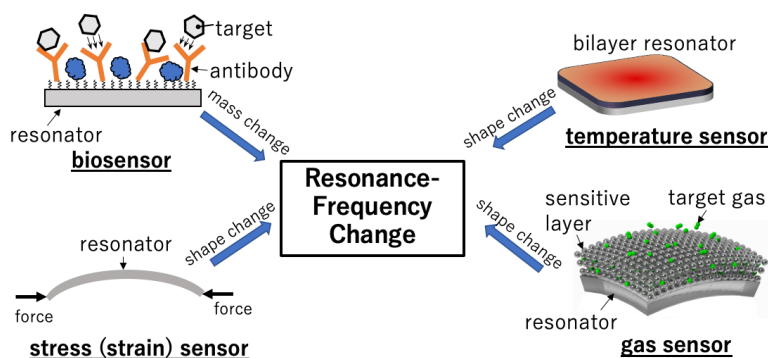 target
antibody
resonator
biosensor
mass change
bilayer resonator
temperature sensor
shape change
Resonance-
Frequency
Change
resonator
force
force
stress (strain) sensor
shape change
sensitive
layer
target gas
resonator
gas sensor
shape change